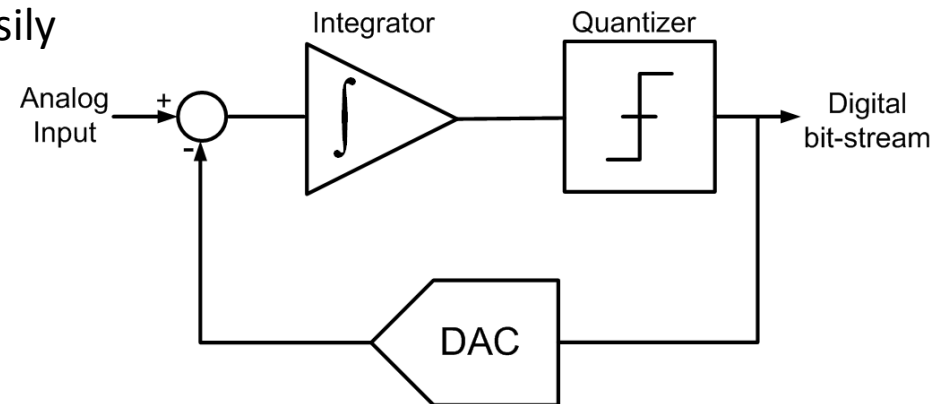 sily
Integrator
Quantizer
Analog
Input
+
-
∫
Digital
bit-stream
DAC